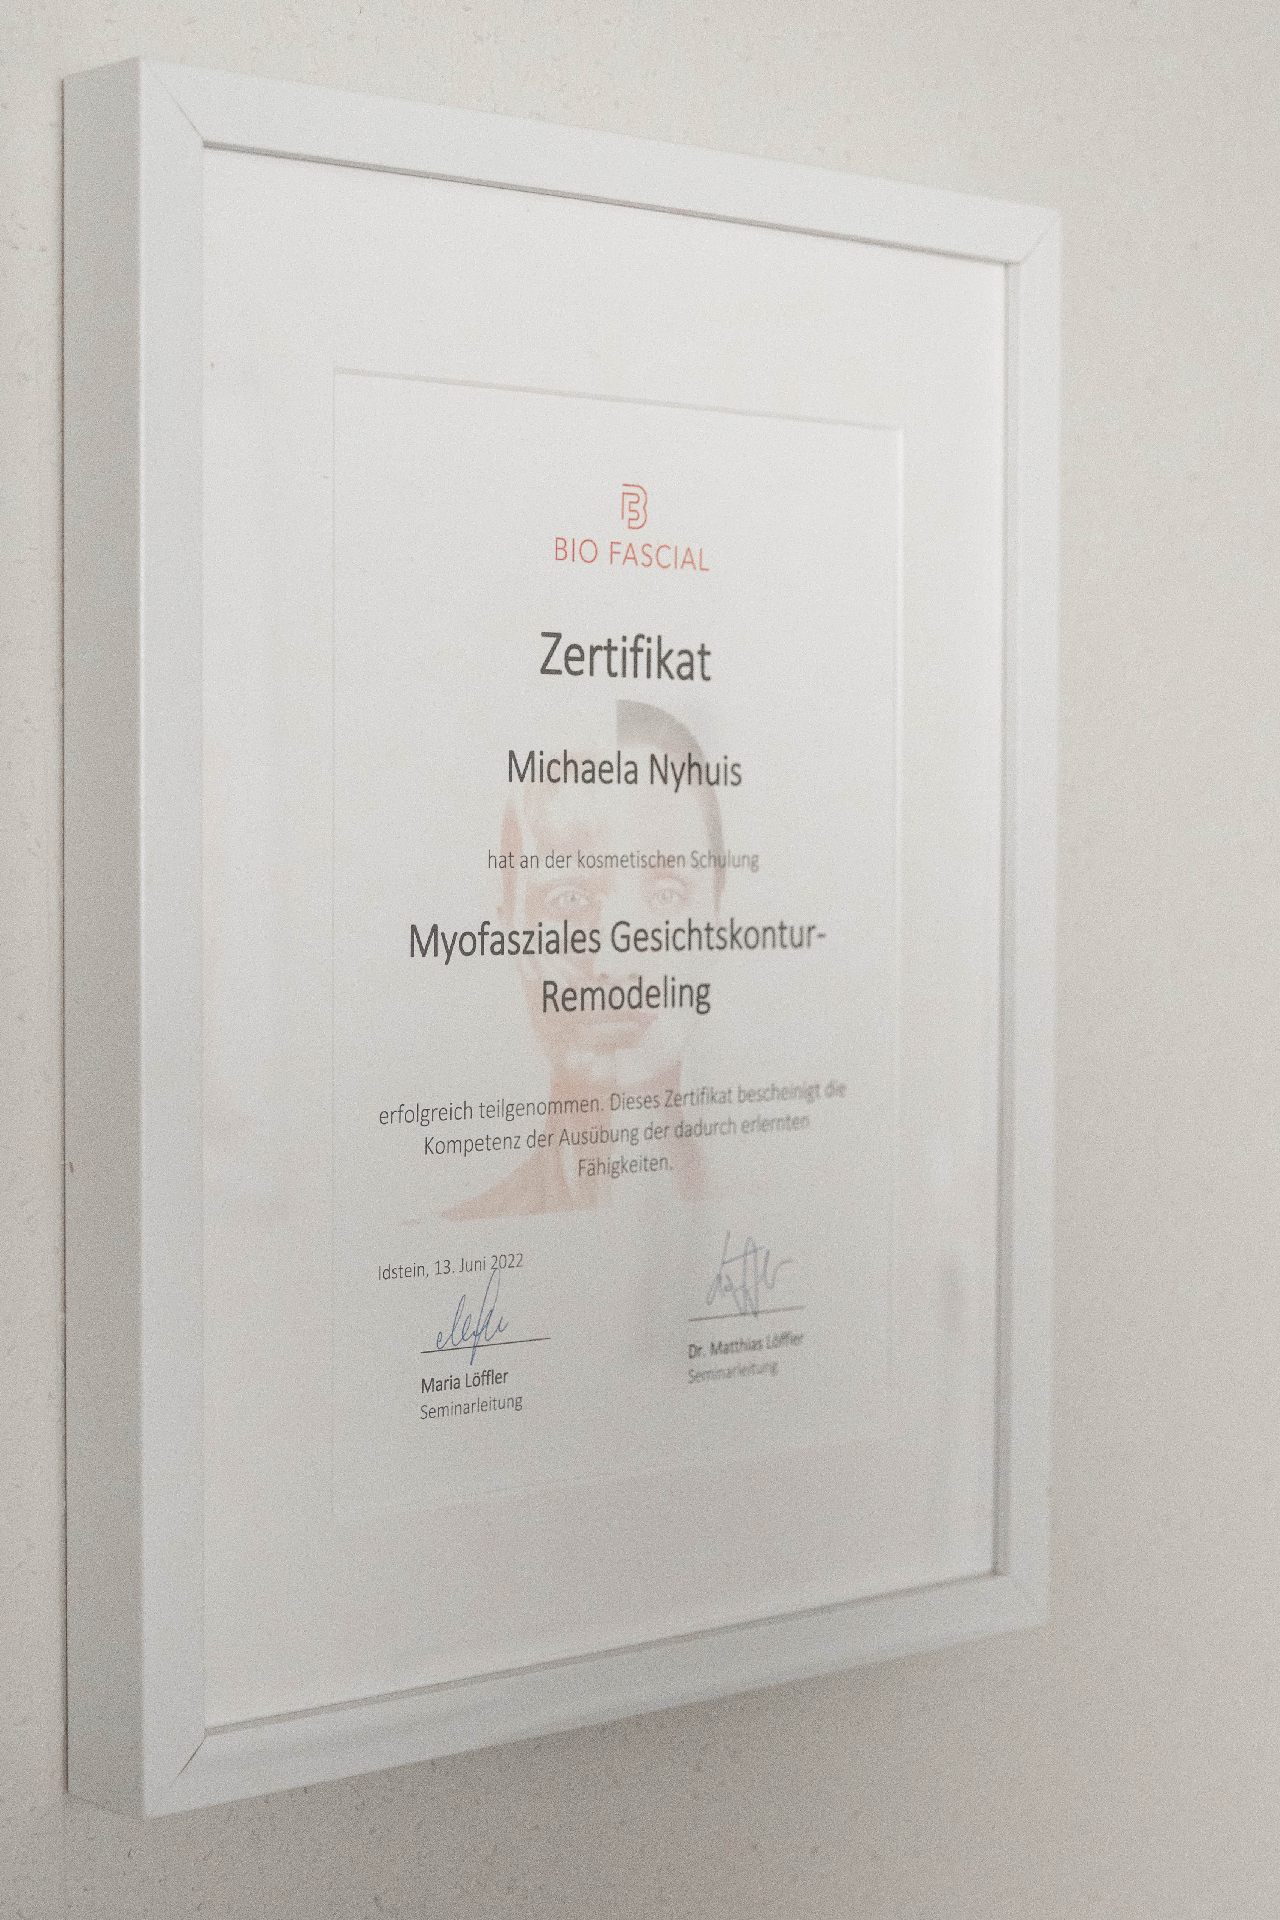 BIO FASCIAL
Zertifikat
Michaela Nyhuis
hat an der kosmetischen Schulung
Myofasziales Gesichtskontur-
Remodeling
erfolgreich teilgenommen. Dieses Zertifikat bescheinigt die
Kompetenz der Ausübung der dadurch erlernten
Fähigkeiten.
Idstein, 13. Juni 2022
Maria Löffler
Seminarleitung
Dr. Matthias Löffler
Seminarleitung